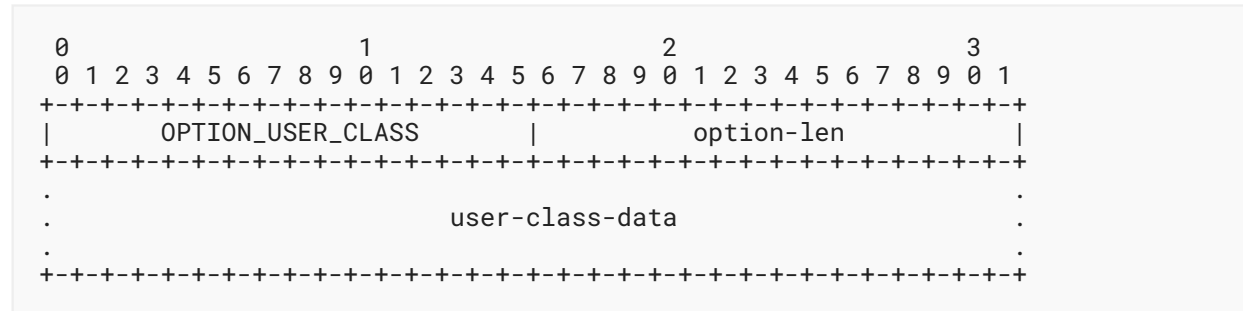 0                   1                   2                   3
 0 1 2 3 4 5 6 7 8 9 0 1 2 3 4 5 6 7 8 9 0 1 2 3 4 5 6 7 8 9 0 1
+-+-+-+-+-+-+-+-+-+-+-+-+-+-+-+-+-+-+-+-+-+-+-+-+-+-+-+-+-+-+-+-+
|       OPTION_USER_CLASS       |          option-len           |
+-+-+-+-+-+-+-+-+-+-+-+-+-+-+-+-+-+-+-+-+-+-+-+-+-+-+-+-+-+-+-+-+
.                                                               .
.                          user-class-data                      .
.                                                               .
+-+-+-+-+-+-+-+-+-+-+-+-+-+-+-+-+-+-+-+-+-+-+-+-+-+-+-+-+-+-+-+-+